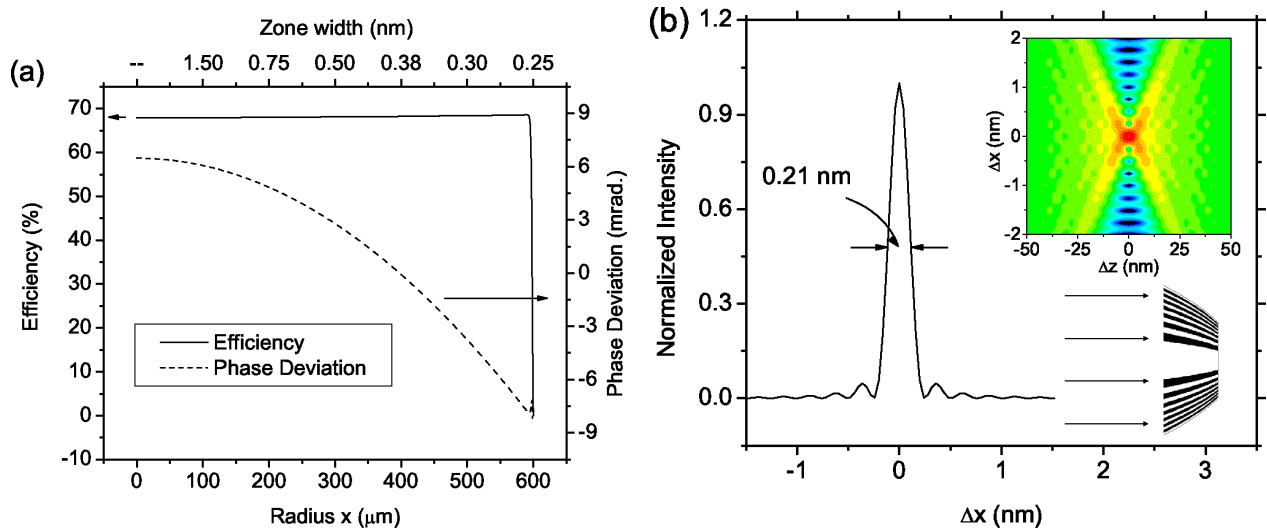 (a)
Zone width (nm)
-- 1.50 0.75 0.50 0.38 0.30 0.25
70
60
50
40
30
20
10
0
-10
Efficiency (%)
9
6
3
0
-3
-6
-9
Phase Deviation (mrad.)
Efficiency
Phase Deviation
0 100 200 300 400 500 600
Radius x (μm)
(b)
1.2
0.9
0.6
0.3
0.0
Normalized Intensity
0.21 nm
2
1
0
-1
-2
Δx (nm)
-50 -25 0 25 50
Δz (nm)
-1 0 1 2 3
Δx (nm)